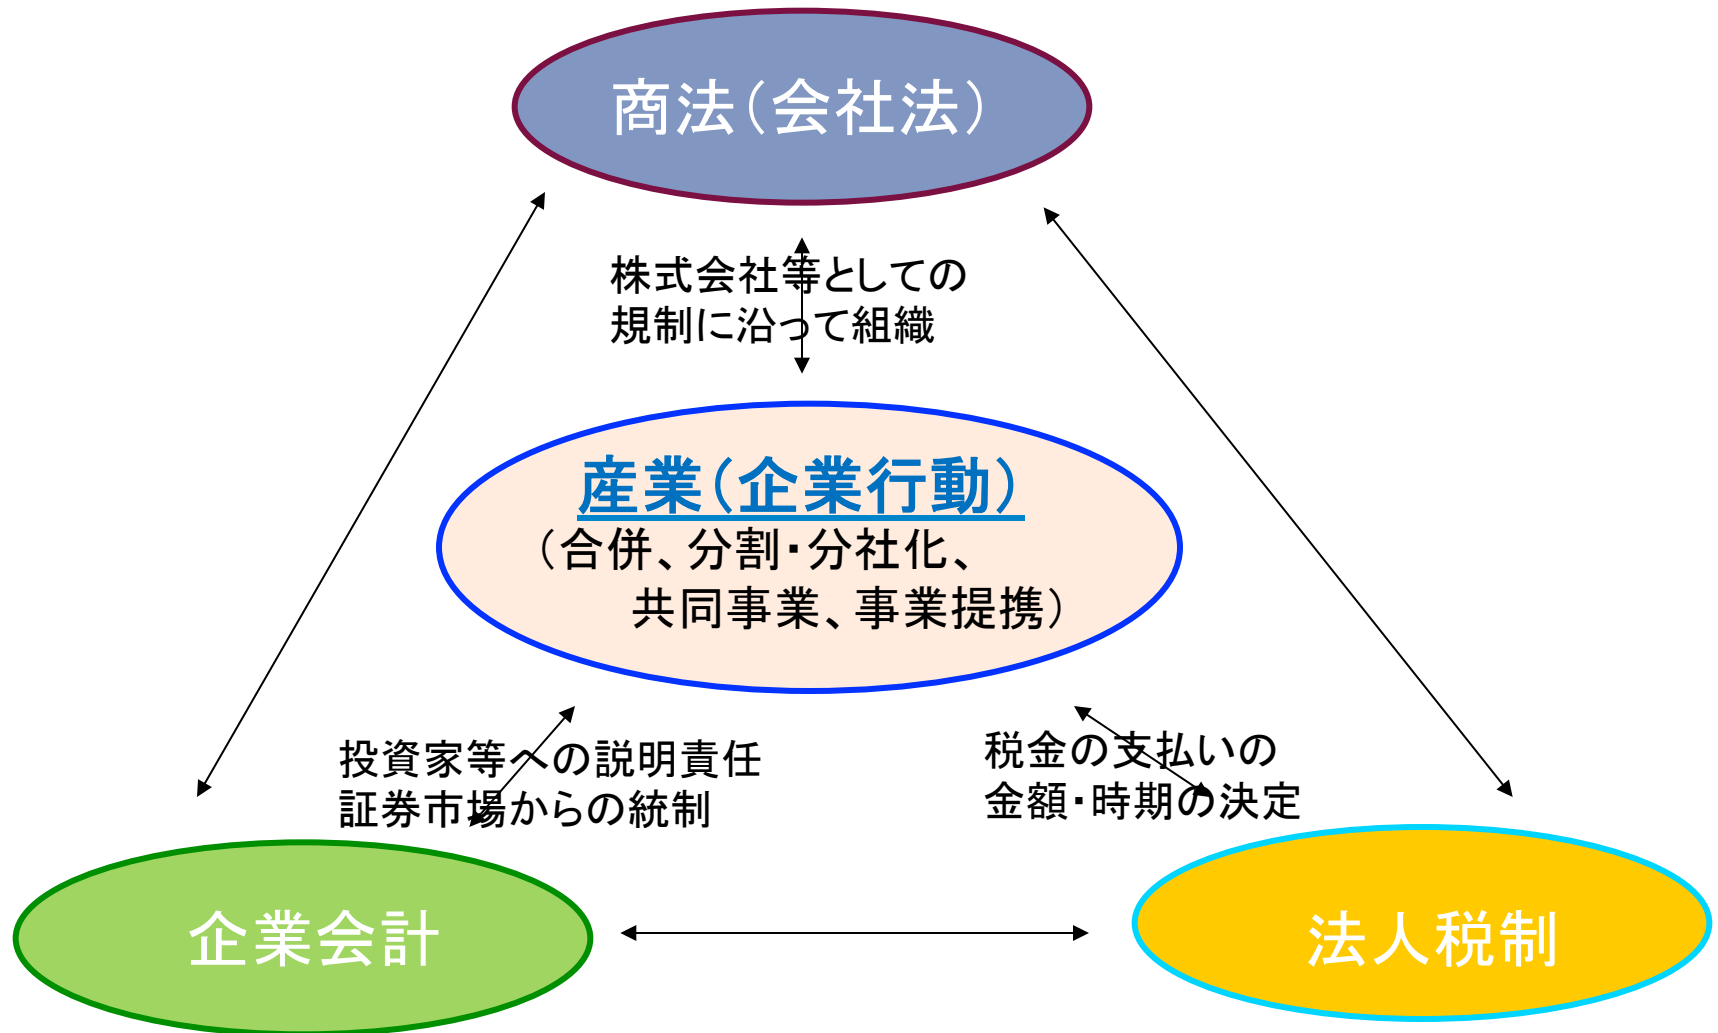 商法(会社法)
株式会社等としての
規制に沿って組織
産業(企業行動)
(合併、分割・分社化、
共同事業、事業提携)
投資家等への説明責任
証券市場からの統制
税金の支払いの
金額・時期の決定
企業会計
法人税制